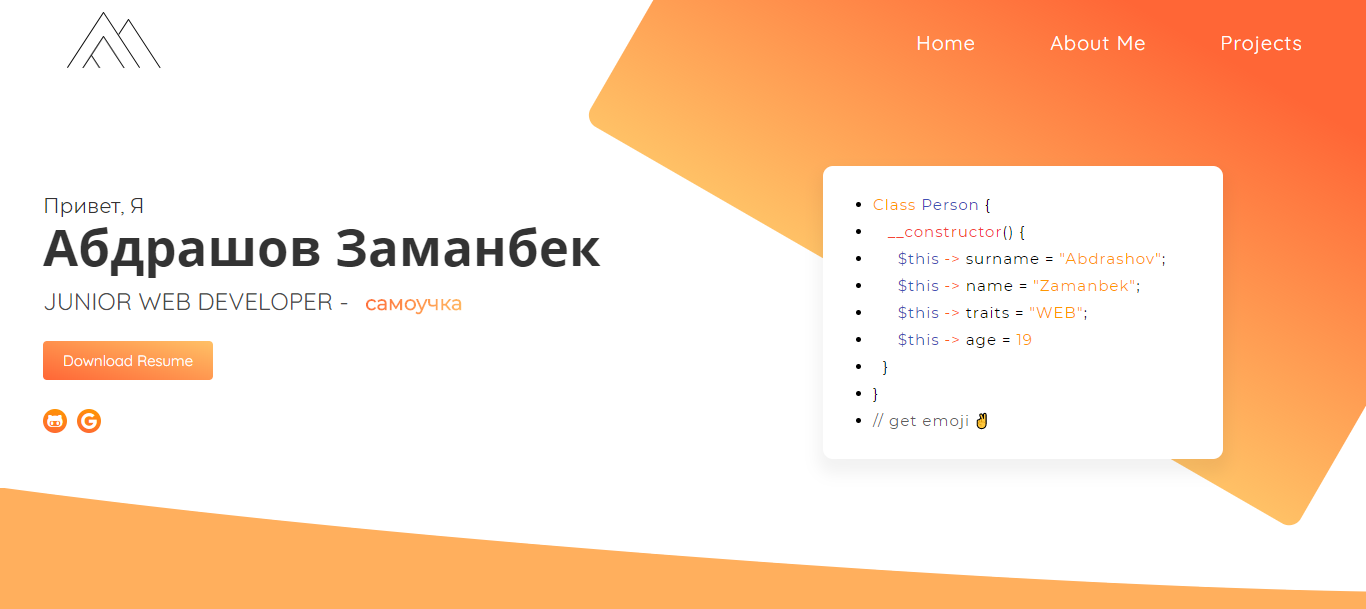 Home About Me Projects
Привет, Я
Абдрашов Заманбек
JUNIOR WEB DEVELOPER - самоучка
Download Resume
Class Person {
__constructor() {
$this -> surname = "Abdrashov";
$this -> name = "Zamanbek";
$this -> traits = "WEB";
$this -> age = 19
}
}
// get emoji ✌